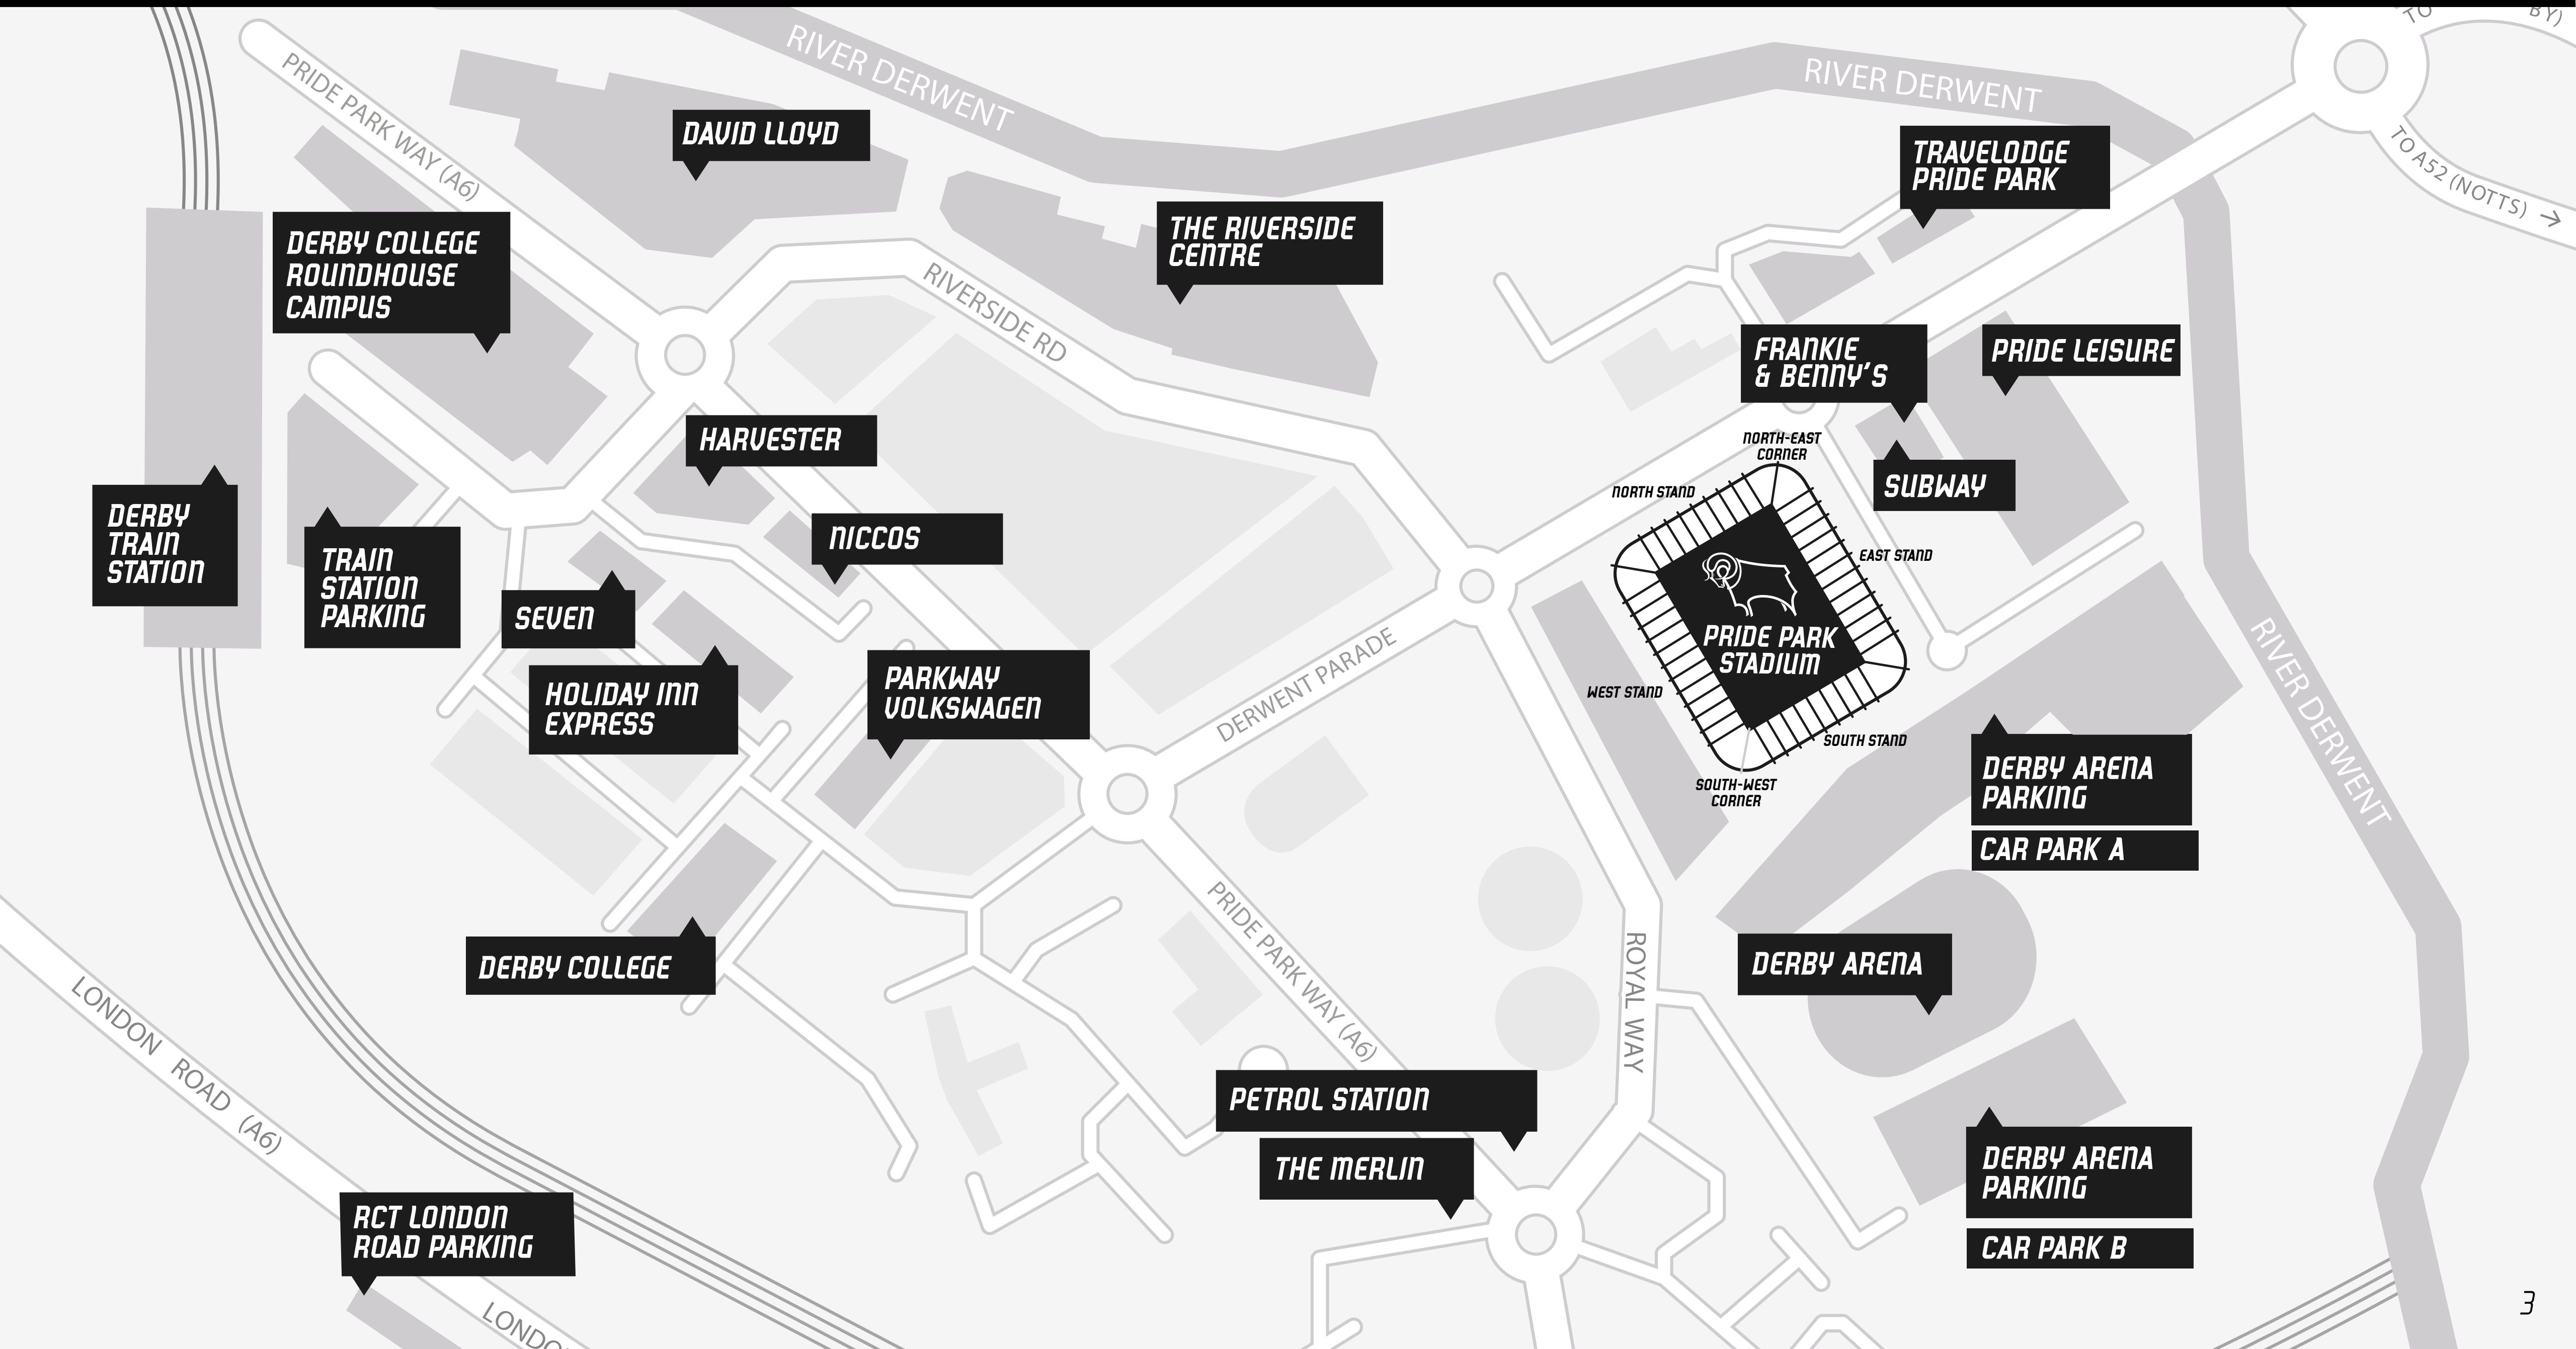 TO
BY)
RIVER DERWENT
RIVER DERWENT
PRIDE PARK WAY (A6)
DAVID LLOYD
TRAVELODGE
PRIDE PARK
TO A52 (NOTTS) →
DERBY COLLEGE
ROUNDHOUSE
CAMPUS
THE RIVERSIDE
CENTRE
RIVERSIDE RD
FRANKIE
& BENNY'S
PRIDE LEISURE
HARVESTER
NORTH-EAST
CORNER
SUBWAY
NORTH STAND
DERBY
TRAIN
STATION
TRAIN
STATION
PARKING
NICCOS
EAST STAND
SEVEN
PRIDE PARK
STADIUM
HOLIDAY INN
EXPRESS
PARKWAY
VOLKSWAGEN
DERWENT PARADE
WEST STAND
SOUTH STAND
RIVER DERWENT
SOUTH-WEST
CORNER
DERBY ARENA
PARKING
CAR PARK A
PRIDE PARK WAY (A6)
ROYAL WAY
DERBY COLLEGE
DERBY ARENA
LONDON ROAD (A6)
PETROL STATION
THE MERLIN
DERBY ARENA
PARKING
CAR PARK B
RCT LONDON
ROAD PARKING
LONDO
3